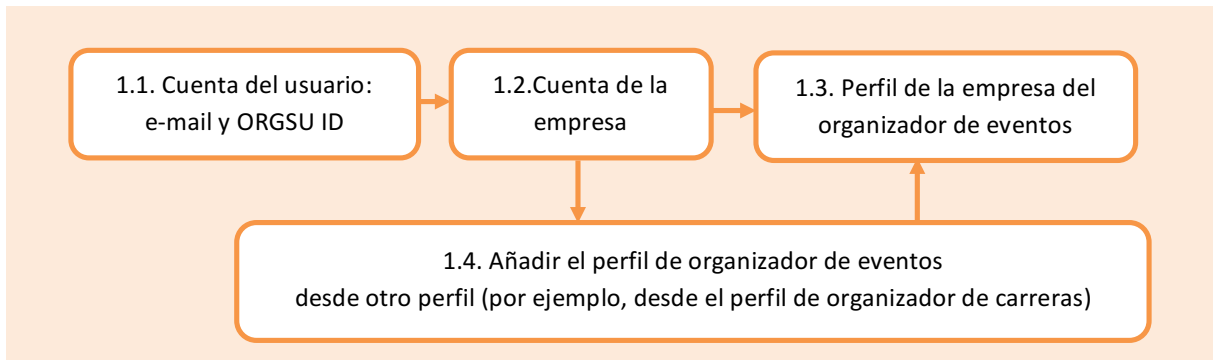 1.1. Cuenta del usuario:
e-mail y ORGSU ID
1.2.Cuenta de la
empresa
1.3. Perfil de la empresa del
organizador de eventos
1.4. Añadir el perfil de organizador de eventos
desde otro perfil (por ejemplo, desde el perfil de organizador de carreras)